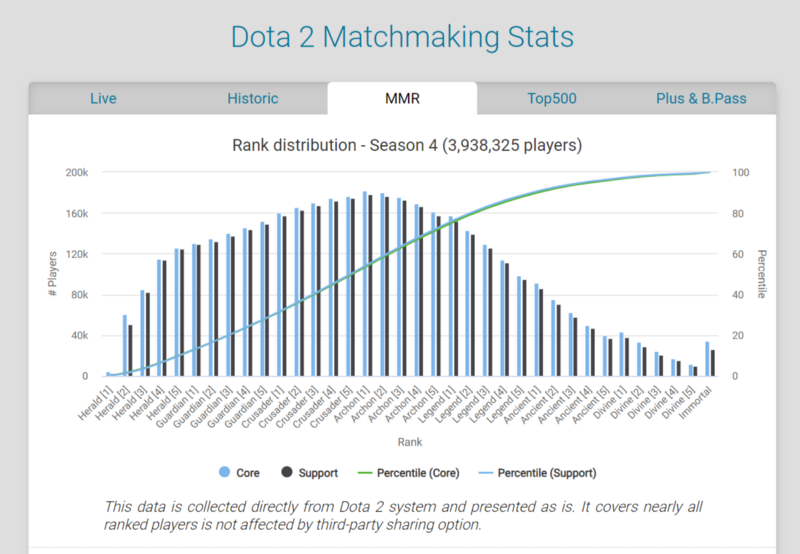 Dota 2 Matchmaking Stats
Live
Historic
MMR
Top500
Plus & B.Pass
Rank distribution - Season 4 (3,938,325 players)
200k
160k
120k
80k
40k
0
# Players
100
80
60
40
20
0
Percentile
Herald [1]
Herald [2]
Herald [3]
Herald [4]
Herald [5]
Guardian [1]
Guardian [2]
Guardian [3]
Guardian [4]
Guardian [5]
Crusader [1]
Crusader [2]
Crusader [3]
Crusader [4]
Crusader [5]
Archon [1]
Archon [2]
Archon [3]
Archon [4]
Archon [5]
Legend [1]
Legend [2]
Legend [3]
Legend [4]
Legend [5]
Ancient [1]
Ancient [2]
Ancient [3]
Ancient [4]
Ancient [5]
Divine [1]
Divine [2]
Divine [3]
Divine [4]
Divine [5]
Immortal
Rank
Core
Support
Percentile (Core)
Percentile (Support)
This data is collected directly from Dota 2 system and presented as is. It covers nearly all
ranked players is not affected by third-party sharing option.